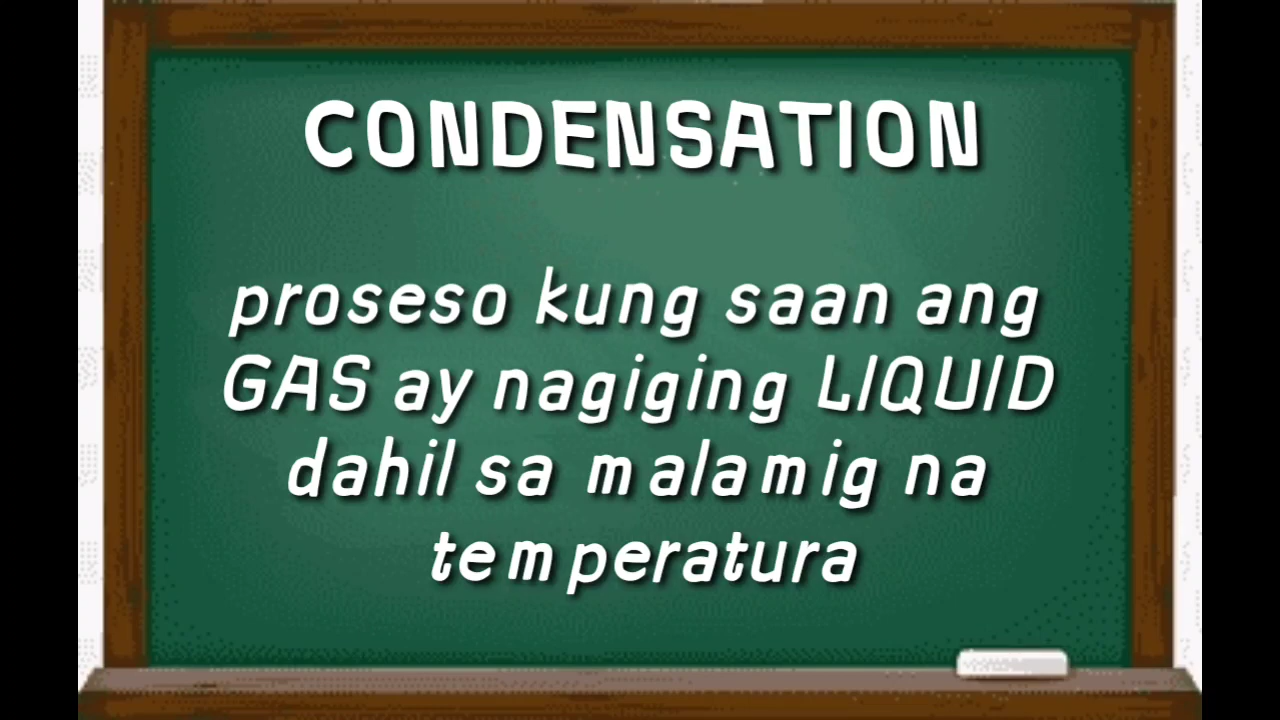 CONDENSATION
proseso kung saan ang
GAS ay nagiging LIQUID
dahil sa malamig na
temperatura